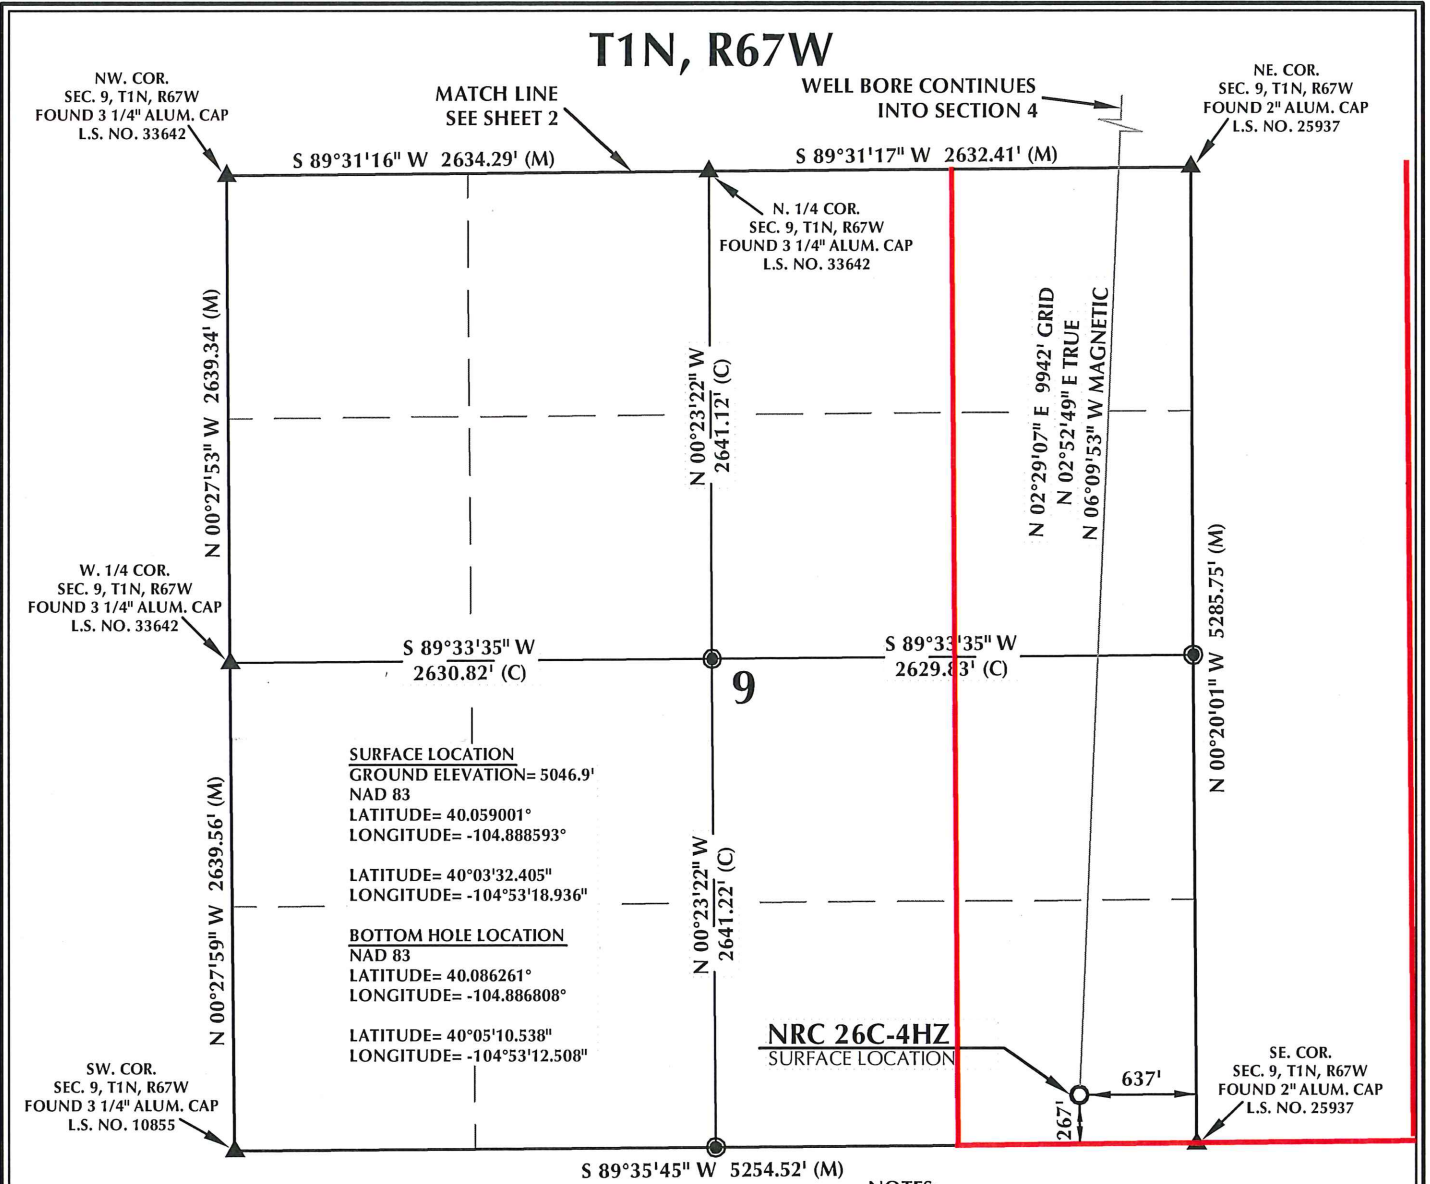 T1N, R67W
NW. COR.
SEC. 9, T1N, R67W
FOUND 3 1/4" ALUM. CAP
L.S. NO. 33642
MATCH LINE
SEE SHEET 2
WELL BORE CONTINUES
INTO SECTION 4
NE. COR.
SEC. 9, T1N, R67W
FOUND 2" ALUM. CAP
L.S. NO. 25937
S 89°31'16" W 2634.29' (M)
S 89°31'17" W 2632.41' (M)
N. 1/4 COR.
SEC. 9, T1N, R67W
FOUND 3 1/4" ALUM. CAP
L.S. NO. 33642
N 00°27'53" W 2639.34' (M)
N 00°23'22" W
2641.12' (C)
N 02°29'07" E 9942' GRID
N 02°52'49" E TRUE
N 06°09'53" W MAGNETIC
W. 1/4 COR.
SEC. 9, T1N, R67W
FOUND 3 1/4" ALUM. CAP
L.S. NO. 33642
S 89°33'35" W
2630.82' (C)
S 89°33'35" W
2629.83' (C)
N 00°20'01" W 5285.75' (M)
9
SURFACE LOCATION
GROUND ELEVATION= 5046.9'
NAD 83
LATITUDE= 40.059001°
LONGITUDE= -104.888593°
LATITUDE= 40°03'32.405"
LONGITUDE= -104°53'18.936"
BOTTOM HOLE LOCATION
NAD 83
LATITUDE= 40.086261°
LONGITUDE= -104.886808°
LATITUDE= 40°05'10.538"
LONGITUDE= -104°53'12.508"
N 00°27'59" W 2639.56' (M)
N 00°23'22" W
2641.22' (C)
NRC 26C-4HZ
SURFACE LOCATION
637'
267'
SW. COR.
SEC. 9, T1N, R67W
FOUND 3 1/4" ALUM. CAP
L.S. NO. 10855
SE. COR.
SEC. 9, T1N, R67W
FOUND 2" ALUM. CAP
L.S. NO. 25937
S 89°35'45" W 5254.52' (M)
NOTES